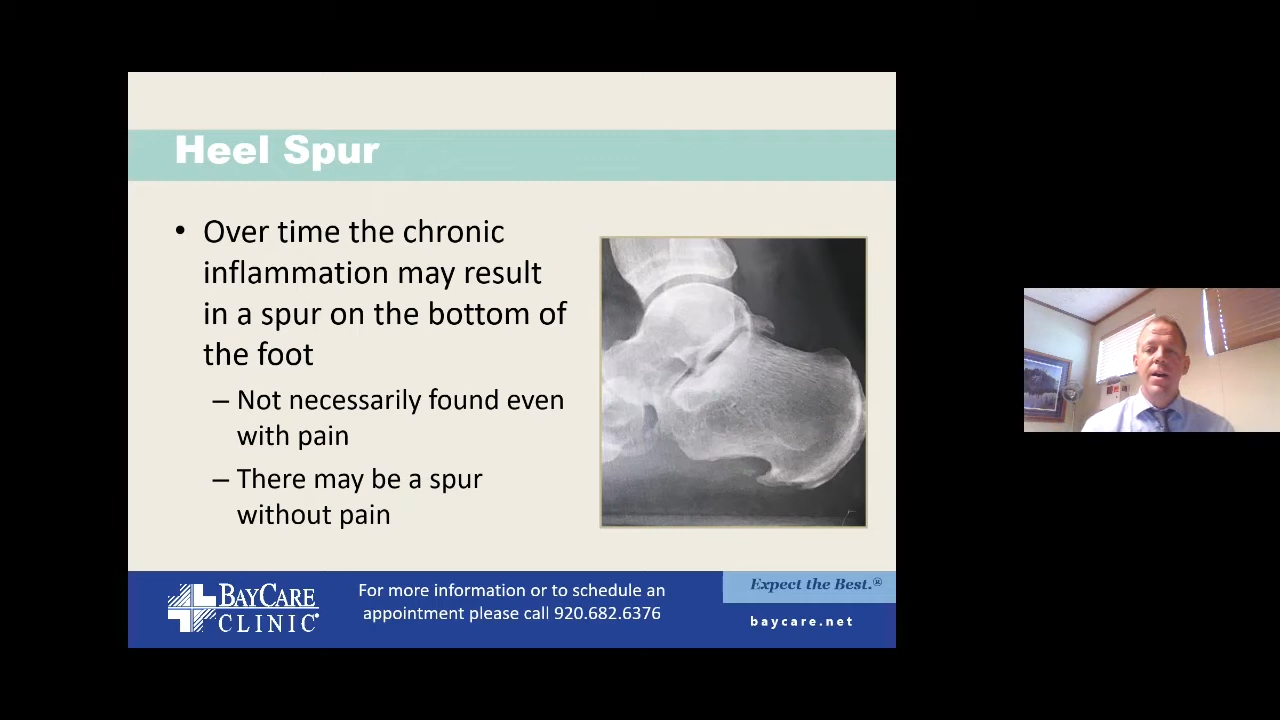 Heel Spur
• Over time the chronic
inflammation may result
in a spur on the bottom of
the foot
– Not necessarily found even
with pain
– There may be a spur
without pain
BAYCARE
CLINIC®
For more information or to schedule an
appointment please call 920.682.6376
Expect the Best.®
baycare.net